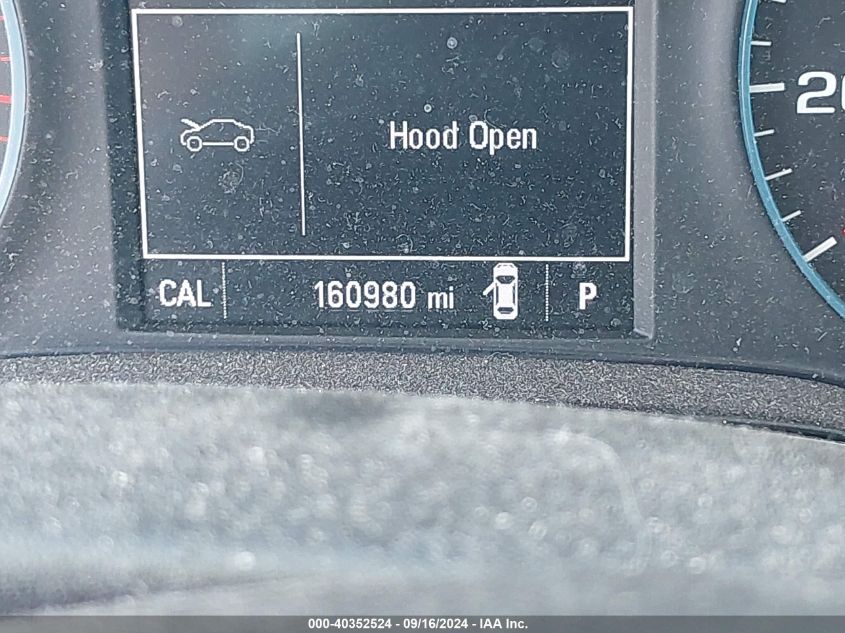 Hood Open
CAL 160980 mi P
000-40352524 - 09/16/2024 - IAA Inc.